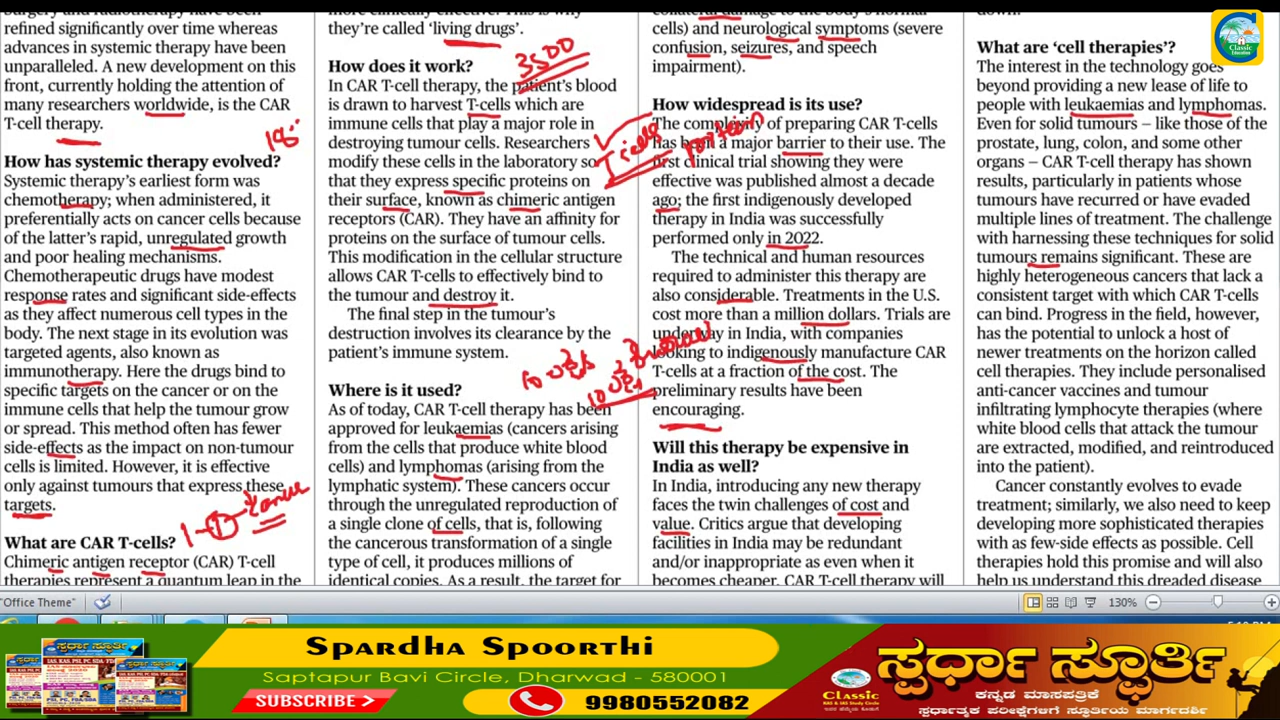 surgery and radiotherapy have been
refined significantly over time whereas
advances in systemic therapy have been
unparalleled. A new development on this
front, currently holding the attention of
many researchers worldwide, is the CAR
T-cell therapy.
How has systemic therapy evolved?
Systemic therapy's earliest form was
chemotherapy; when administered, it
preferentially acts on cancer cells because
of the latter's rapid, unregulated growth
and poor healing mechanisms.
Chemotherapeutic drugs have modest
response rates and significant side-effects
as they affect numerous cell types in the
body. The next stage in its evolution was
targeted agents, also known as
immunotherapy. Here the drugs bind to
specific targets on the cancer or on the
immune cells that help the tumour grow
or spread. This method often has fewer
side-effects as the impact on non-tumour
cells is limited. However, it is effective
only against tumours that express these
targets.
What are CAR T-cells?
Chimeric antigen receptor (CAR) T-cell
therapies represent a quantum leap in the
more clinically effective. This is why
they're called 'living drugs'.
3500
How does it work?
In CAR T-cell therapy, the patient's blood
is drawn to harvest T-cells which are
immune cells that play a major role in
destroying tumour cells. Researchers
modify these cells in the laboratory so
that they express specific proteins on
their surface, known as chimeric antigen
receptors (CAR). They have an affinity for
proteins on the surface of tumour cells.
This modification in the cellular structure
allows CAR T-cells to effectively bind to
the tumour and destroy it.
The final step in the tumour's
destruction involves its clearance by the
patient's immune system.
Where is it used?
As of today, CAR T-cell therapy has been
approved for leukaemias (cancers arising
from the cells that produce white blood
cells) and lymphomas (arising from the
lymphatic system). These cancers occur
through the unregulated reproduction of
a single clone of cells, that is, following
the cancerous transformation of a single
type of cell, it produces millions of
identical copies. As a result, the target for
T cells
protein
collateral damage to the body's normal
cells) and neurological symptoms (severe
confusion, seizures, and speech
impairment).
How widespread is its use?
The complexity of preparing CAR T-cells
has been a major barrier to their use. The
first clinical trial showing they were
effective was published almost a decade
ago; the first indigenously developed
therapy in India was successfully
performed only in 2022.
The technical and human resources
required to administer this therapy are
also considerable. Treatments in the U.S.
cost more than a million dollars. Trials are
underway in India, with companies
looking to indigenously manufacture CAR
T-cells at a fraction of the cost. The
preliminary results have been
encouraging.
Will this therapy be expensive in
India as well?
In India, introducing any new therapy
faces the twin challenges of cost and
value. Critics argue that developing
facilities in India may be redundant
and/or inappropriate as even when it
becomes cheaper, CAR T-cell therapy will
down.
What are 'cell therapies'?
The interest in the technology goes
beyond providing a new lease of life to
people with leukaemias and lymphomas.
Even for solid tumours – like those of the
prostate, lung, colon, and some other
organs – CAR T-cell therapy has shown
results, particularly in patients whose
tumours have recurred or have evaded
multiple lines of treatment. The challenge
with harnessing these techniques for solid
tumours remains significant. These are
highly heterogeneous cancers that lack a
consistent target with which CAR T-cells
can bind. Progress in the field, however,
has the potential to unlock a host of
newer treatments on the horizon called
cell therapies. They include personalised
anti-cancer vaccines and tumour
infiltrating lymphocyte therapies (where
white blood cells that attack the tumour
are extracted, modified, and reintroduced
into the patient).
Cancer constantly evolves to evade
treatment; similarly, we also need to keep
developing more sophisticated therapies
with as few-side effects as possible. Cell
therapies hold this promise and will also
help us understand this dreaded disease
Classic
Education
"Office Theme"
130%
Spardha Spoorthi
Saptapur Bavi Circle, Dharwad - 580001
SUBSCRIBE
9980552082
ಸ್ಪರ್ಧಾ ಸ್ಫೂರ್ತಿ
Classic
ಕನ್ನಡ ಮಾಸಪತ್ರಿಕೆ
ಸ್ಪರ್ಧಾತ್ಮಕ ಪರೀಕ್ಷೆಗಳಿಗೆ ಸ್ಫೂರ್ತಿಯ ಮಾರ್ಗದರ್ಶಿ